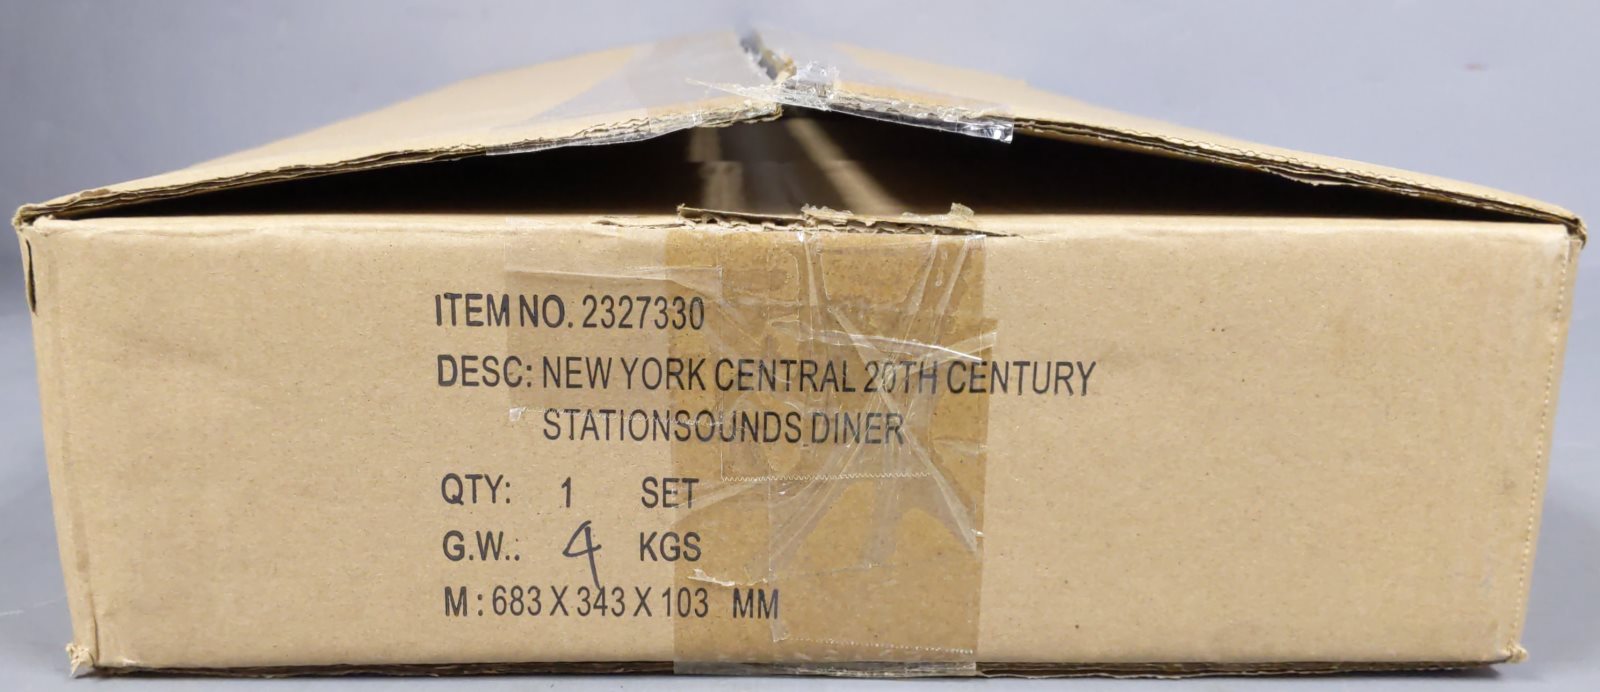 ITEM NO. 2327330
DESC: NEW YORK CENTRAL 20TH CENTURY
STATIONSOUNDS DINER
QTY: 1 SET
G.W.: 4 KGS
M: 683 X 343 X 103 MM